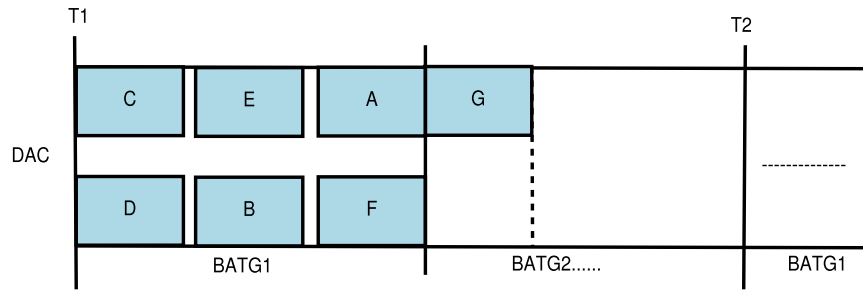 T1
T2
C E A G
DAC
D B F
BATG1 BATG2...... BATG1